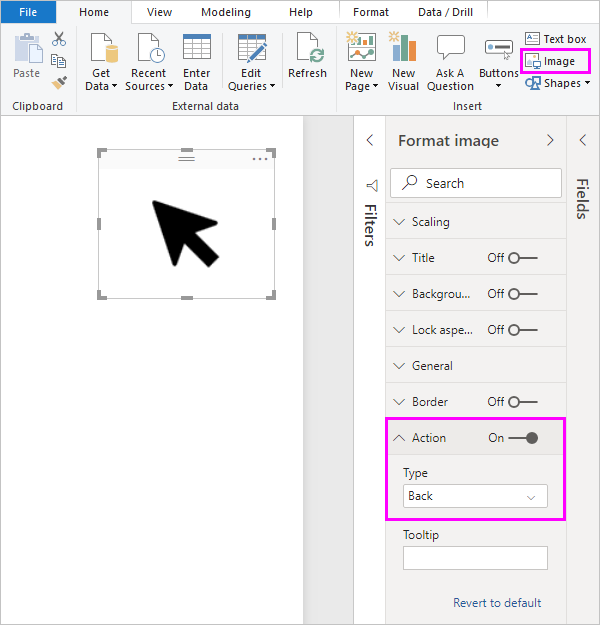 File Home View Modeling Help Format Data / Drill
Paste
Get Data
Recent Sources
Enter Data
Edit Queries
Refresh
New Page
New Visual
Ask A Question
Buttons
Text box
Image
Shapes
Clipboard External data Insert
Filters
Format image
Search
Scaling
Title Off
Backgrou... Off
Lock aspe... Off
General
Border Off
Action On
Type
Back
Tooltip
Revert to default
Fields